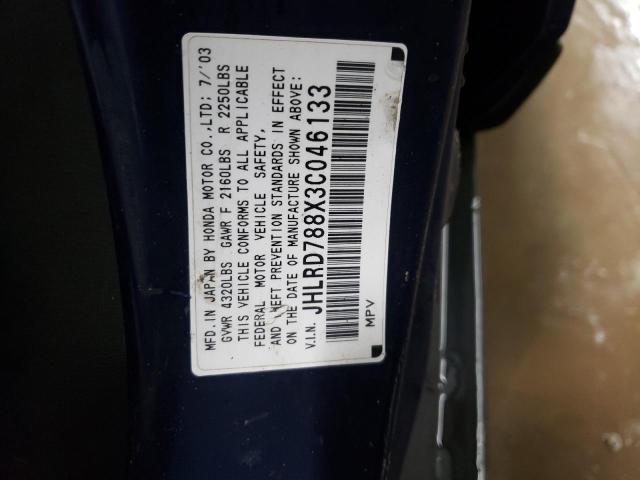 MFD.IN JAPAN BY HONDA MOTOR CO.,LTD; 7/'03
GVWR 4320LBS GAWR F 2160LBS R 2250LBS
THIS VEHICLE CONFORMS TO ALL APPLICABLE
FEDERAL MOTOR VEHICLE SAFETY,
AND THEFT PREVENTION STANDARDS IN EFFECT
ON THE DATE OF MANUFACTURE SHOWN ABOVE:
V.I.N. JHLRD788X3C046133
MPV